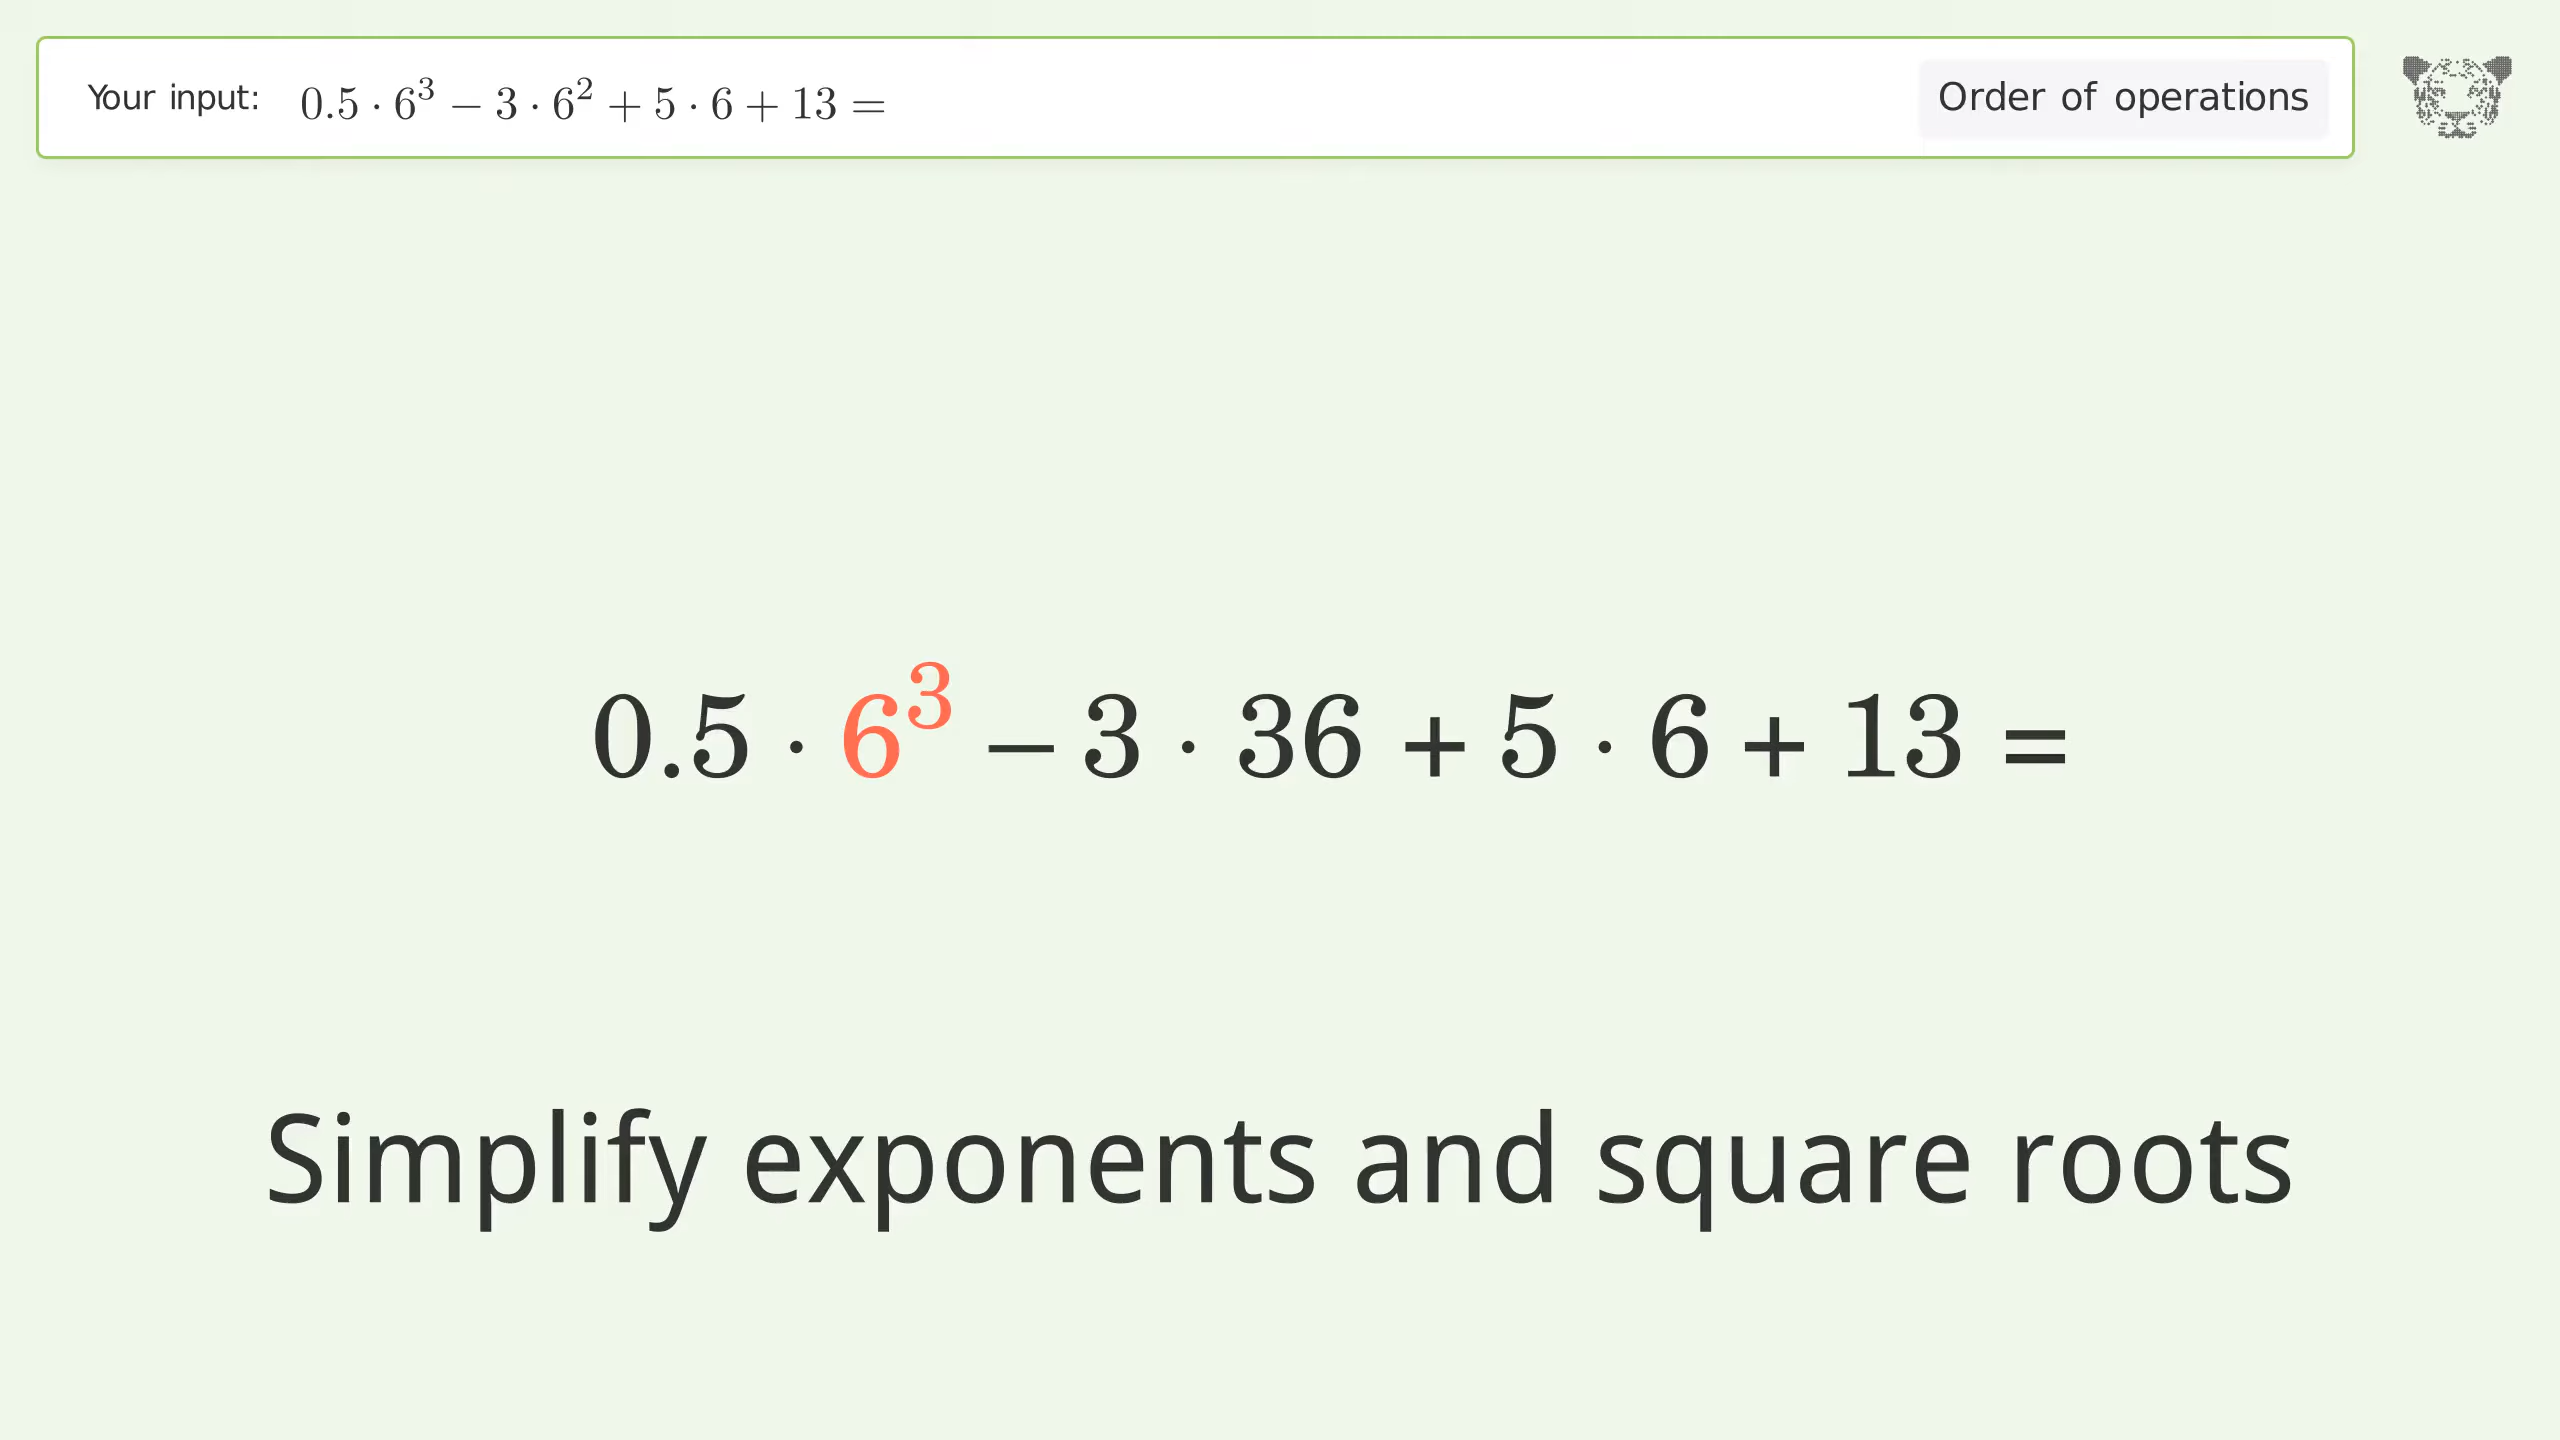 Your input: 0.5 · 6³ − 3 · 6² + 5 · 6 + 13 =
Order of operations
0.5 · 6³ − 3 · 36 + 5 · 6 + 13 =
Simplify exponents and square roots